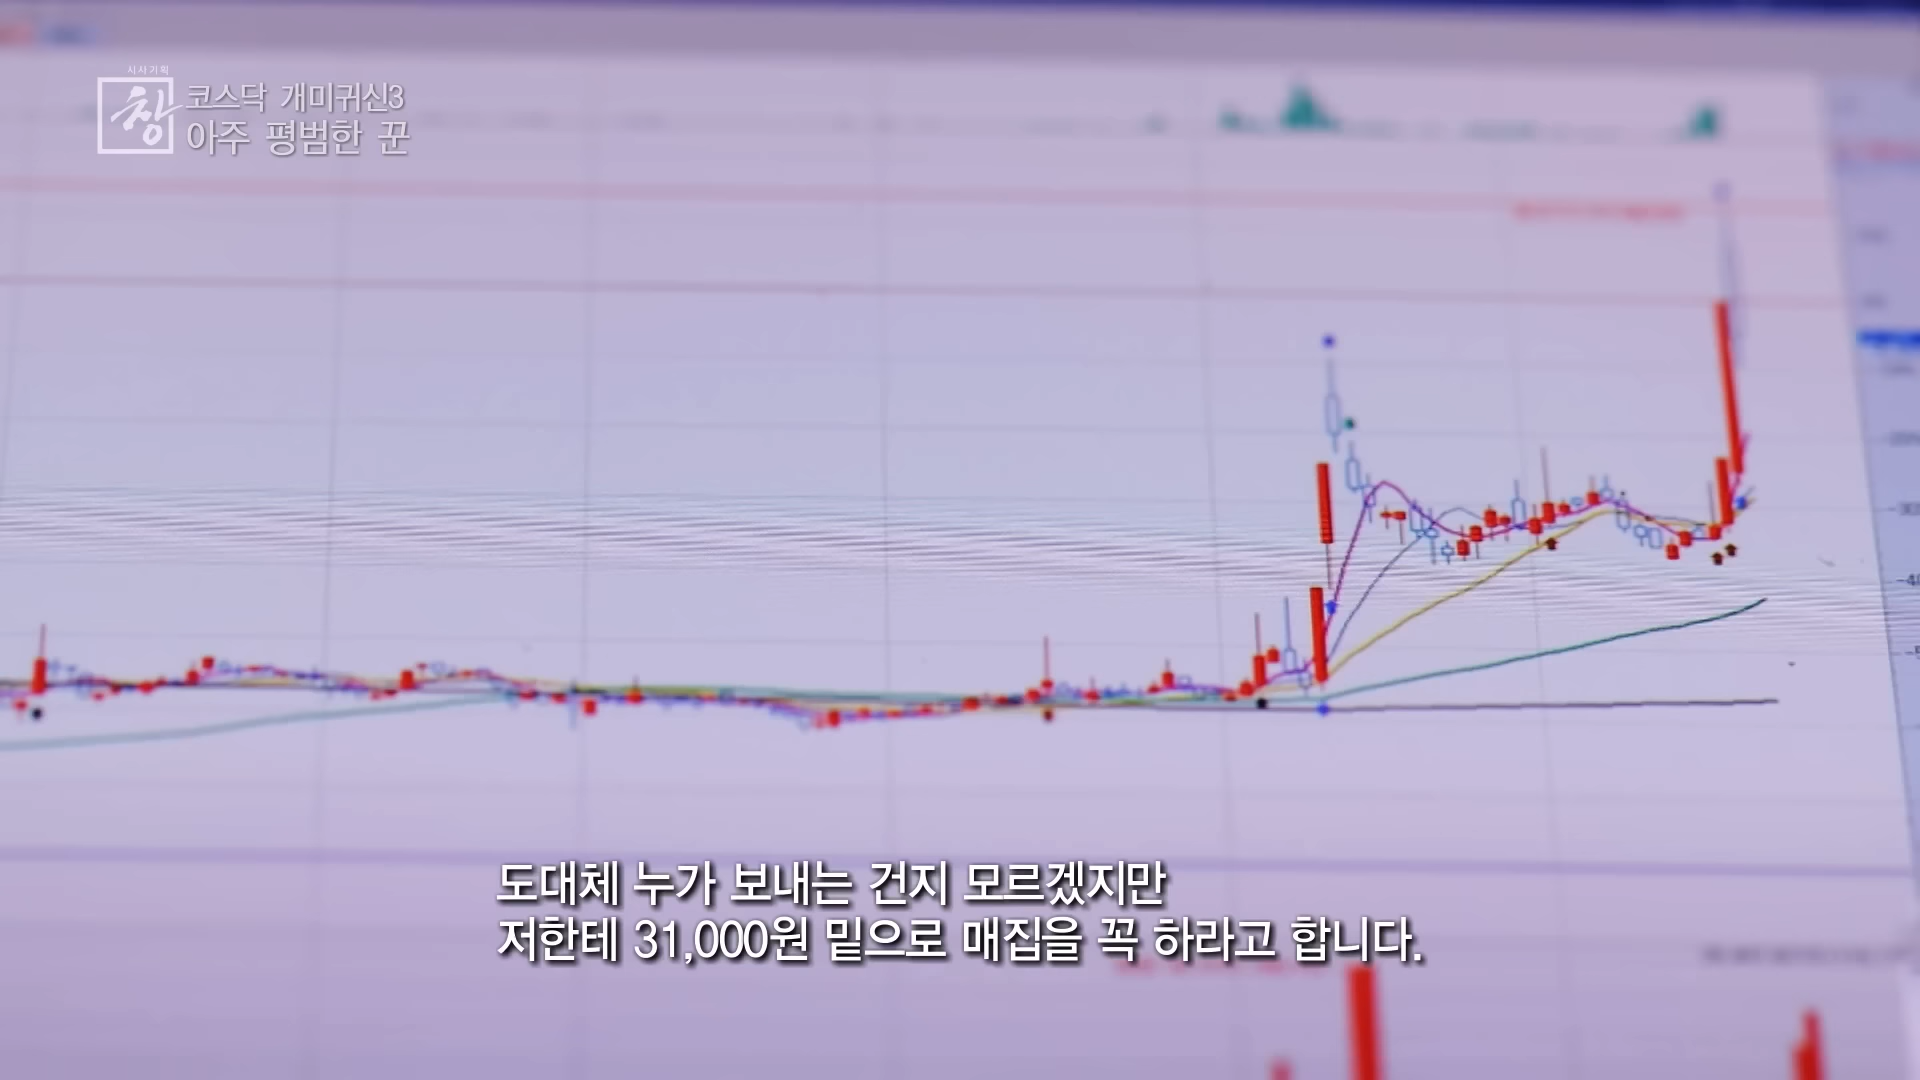 시사기획
창
코스닥 개미귀신3
아주 평범한 꾼
도대체 누가 보내는 건지 모르겠지만
저한테 31,000원 밑으로 매집을 꼭 하라고 합니다.